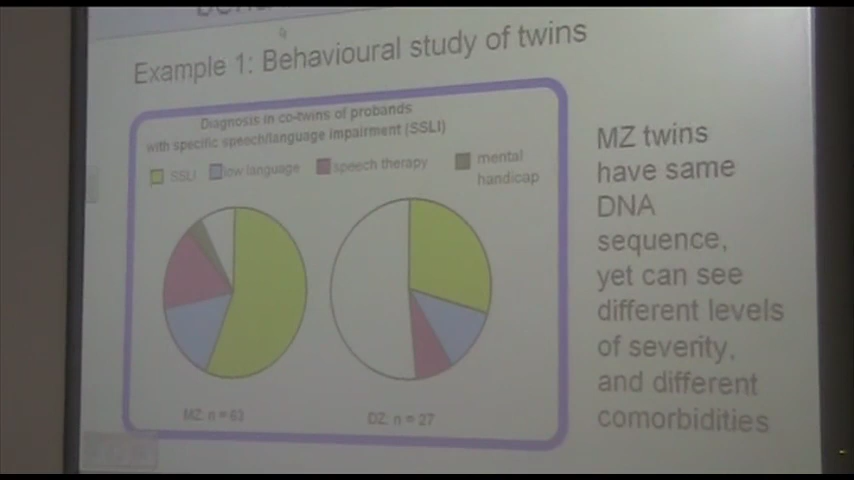 Example 1: Behavioural study of twins
Diagnosis in co-twins of probands
with specific speech/language impairment (SSLI)
SSLI
low language
speech therapy
mental
handicap
MZ twins
have same
DNA
sequence,
yet can see
different levels
of severity,
and different
comorbidities
MZ: n = 63
DZ: n = 27